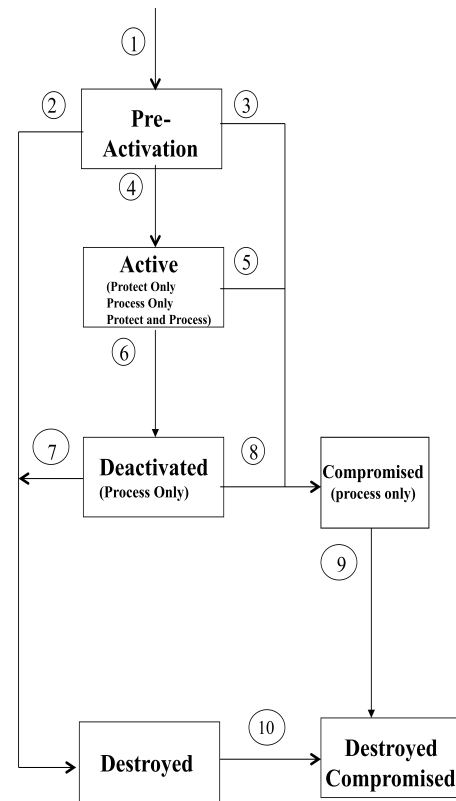 1
2
3
Pre-
Activation
4
Active
(Protect Only
Process Only
Protect and Process)
5
6
7
Deactivated
(Process Only)
8
Compromised
(process only)
9
10
Destroyed
Destroyed
Compromised